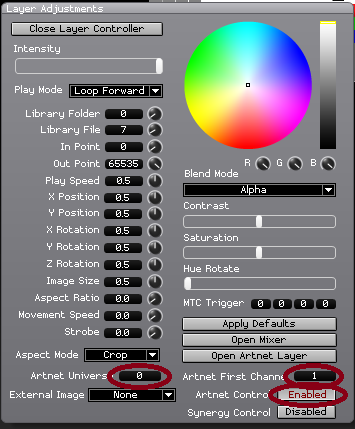 Layer Adjustments
Close Layer Controller
Intensity
Play Mode Loop Forward
Library Folder 0
Library File 7
In Point 0
Out Point 65535
Play Speed 0.5
X Position 0.5
Y Position 0.5
X Rotation 0.5
Y Rotation 0.5
Z Rotation 0.5
Image Size 0.5
Aspect Ratio 0.0
Movement Speed 0.0
Strobe 0.0
Aspect Mode Crop
Artnet Univers 0
External Image None
R G B
Blend Mode
Alpha
Contrast
Saturation
Hue Rotate
MTC Trigger 0 0 0 0
Apply Defaults
Open Mixer
Open Artnet Layer
Artnet First Channe 1
Artnet Contro Enabled
Synergy Control Disabled